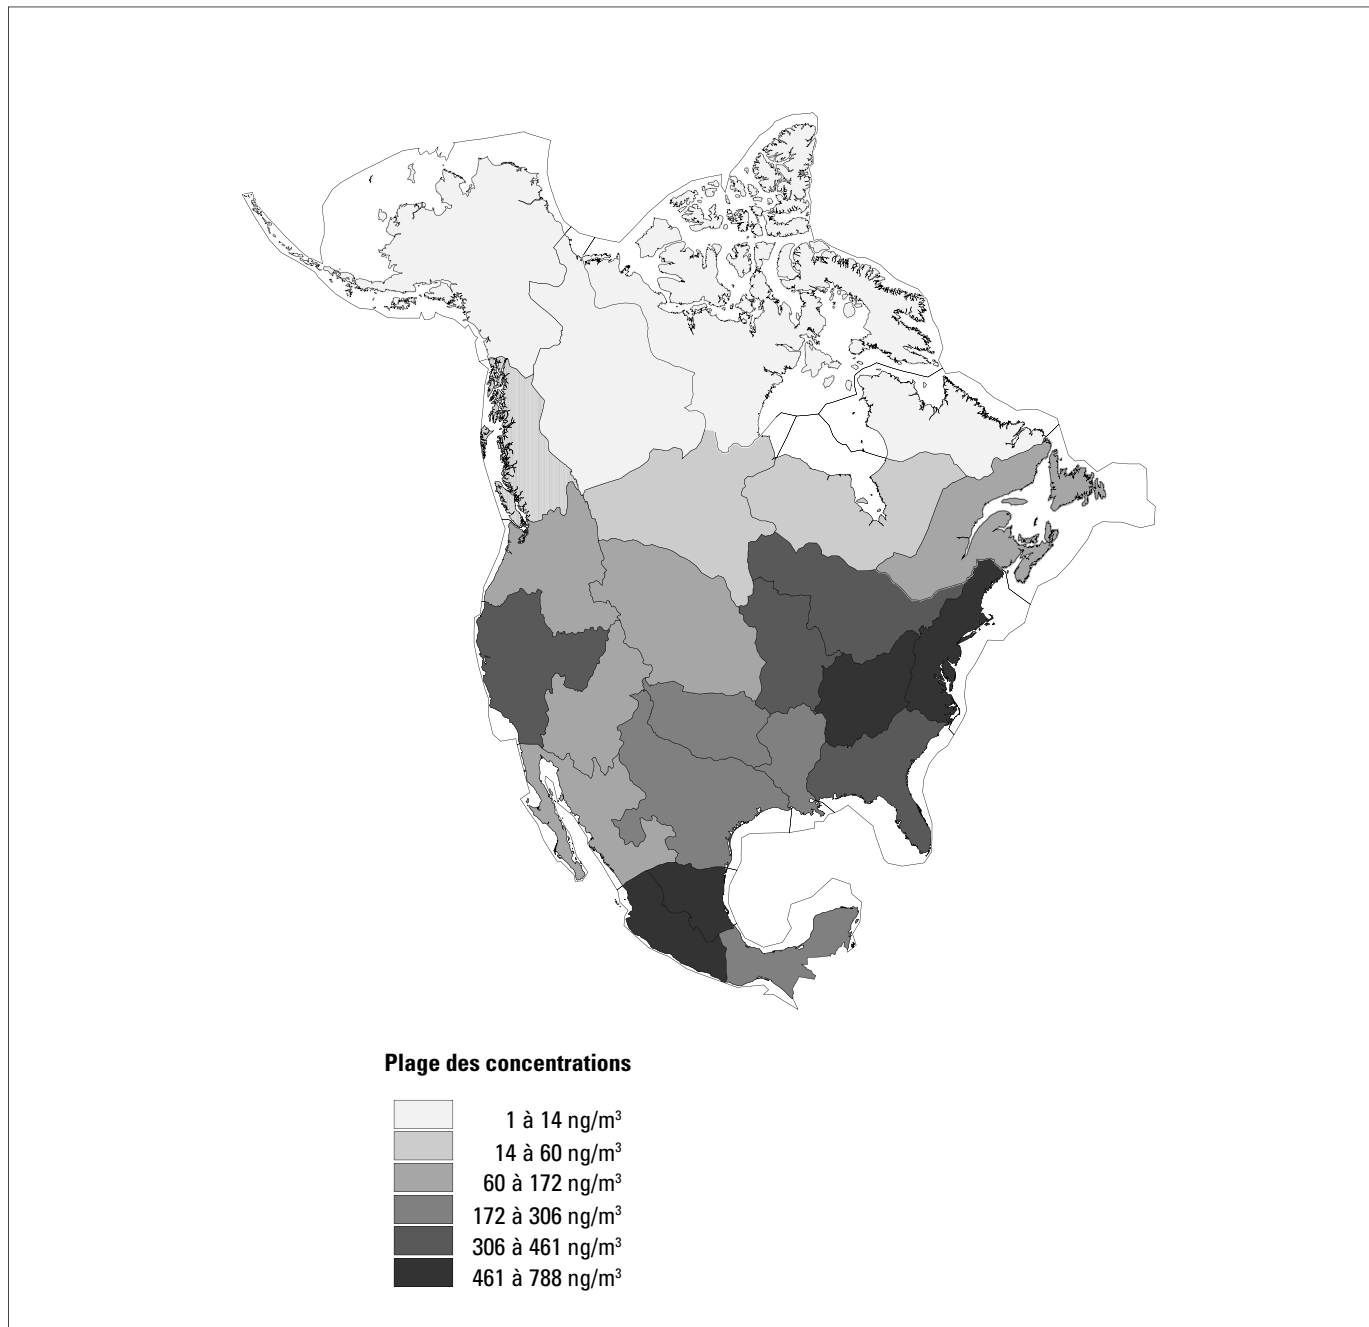 Plage des concentrations
1 à 14 ng/m³
14 à 60 ng/m³
60 à 172 ng/m³
172 à 306 ng/m³
306 à 461 ng/m³
461 à 788 ng/m³